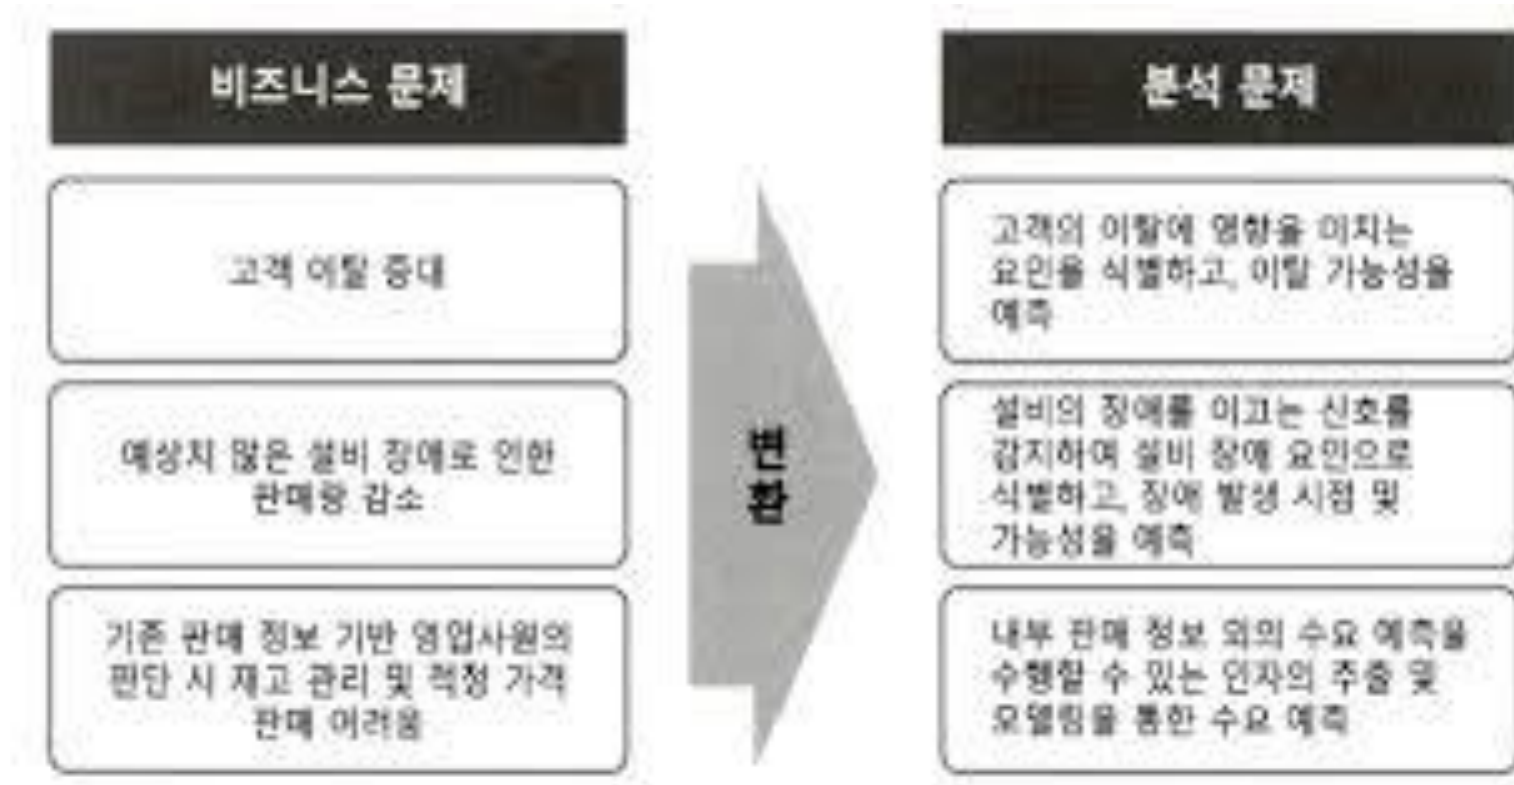 비즈니스 문제
고객 이탈 증대
예상치 않은 설비 장애로 인한
판매량 감소
기존 판매 정보 기반 영업사원의
판단 시 재고 관리 및 적정 가격
판매 어려움
변화
분석 문제
고객의 이탈에 영향을 미치는
요인을 식별하고, 이탈 가능성을
예측
설비의 장애를 이끄는 신호를
감지하여 설비 장애 요인으로
식별하고, 장애 발생 시점 및
가능성을 예측
내부 판매 정보 외의 수요 예측을
수행할 수 있는 인자의 추출 및
모델링을 통한 수요 예측